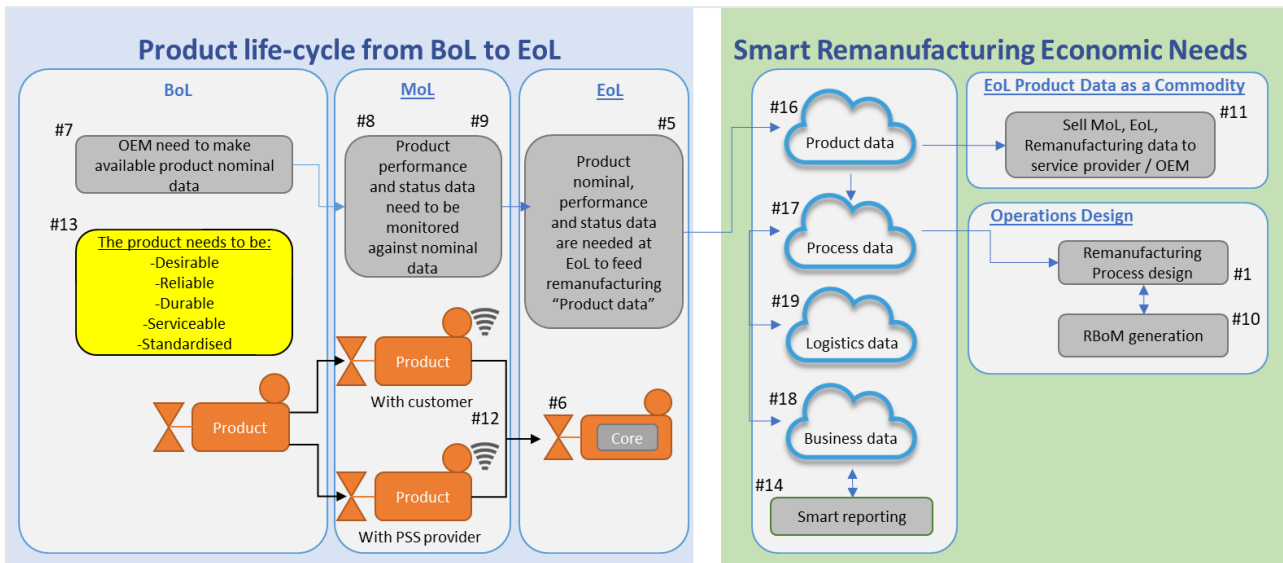 Product life-cycle from BoL to EoL
BoL
#7
OEM need to make
available product nominal
data
#13
The product needs to be:
-Desirable
-Reliable
-Durable
-Serviceable
-Standardised
Product
MoL
#8
#9
Product
performance
and status data
need to be
monitored
against nominal
data
Product
With customer
#12
Product
With PSS provider
EoL
#5
Product
nominal,
performance
and status data
are needed at
EoL to feed
remanufacturing
“Product data”
#6
Core
Smart Remanufacturing Economic Needs
#16
Product data
#17
Process data
#19
Logistics data
#18
Business data
#14
Smart reporting
EoL Product Data as a Commodity
#11
Sell MoL, EoL,
Remanufacturing data to
service provider / OEM
Operations Design
Remanufacturing
Process design
#1
#10
RBoM generation